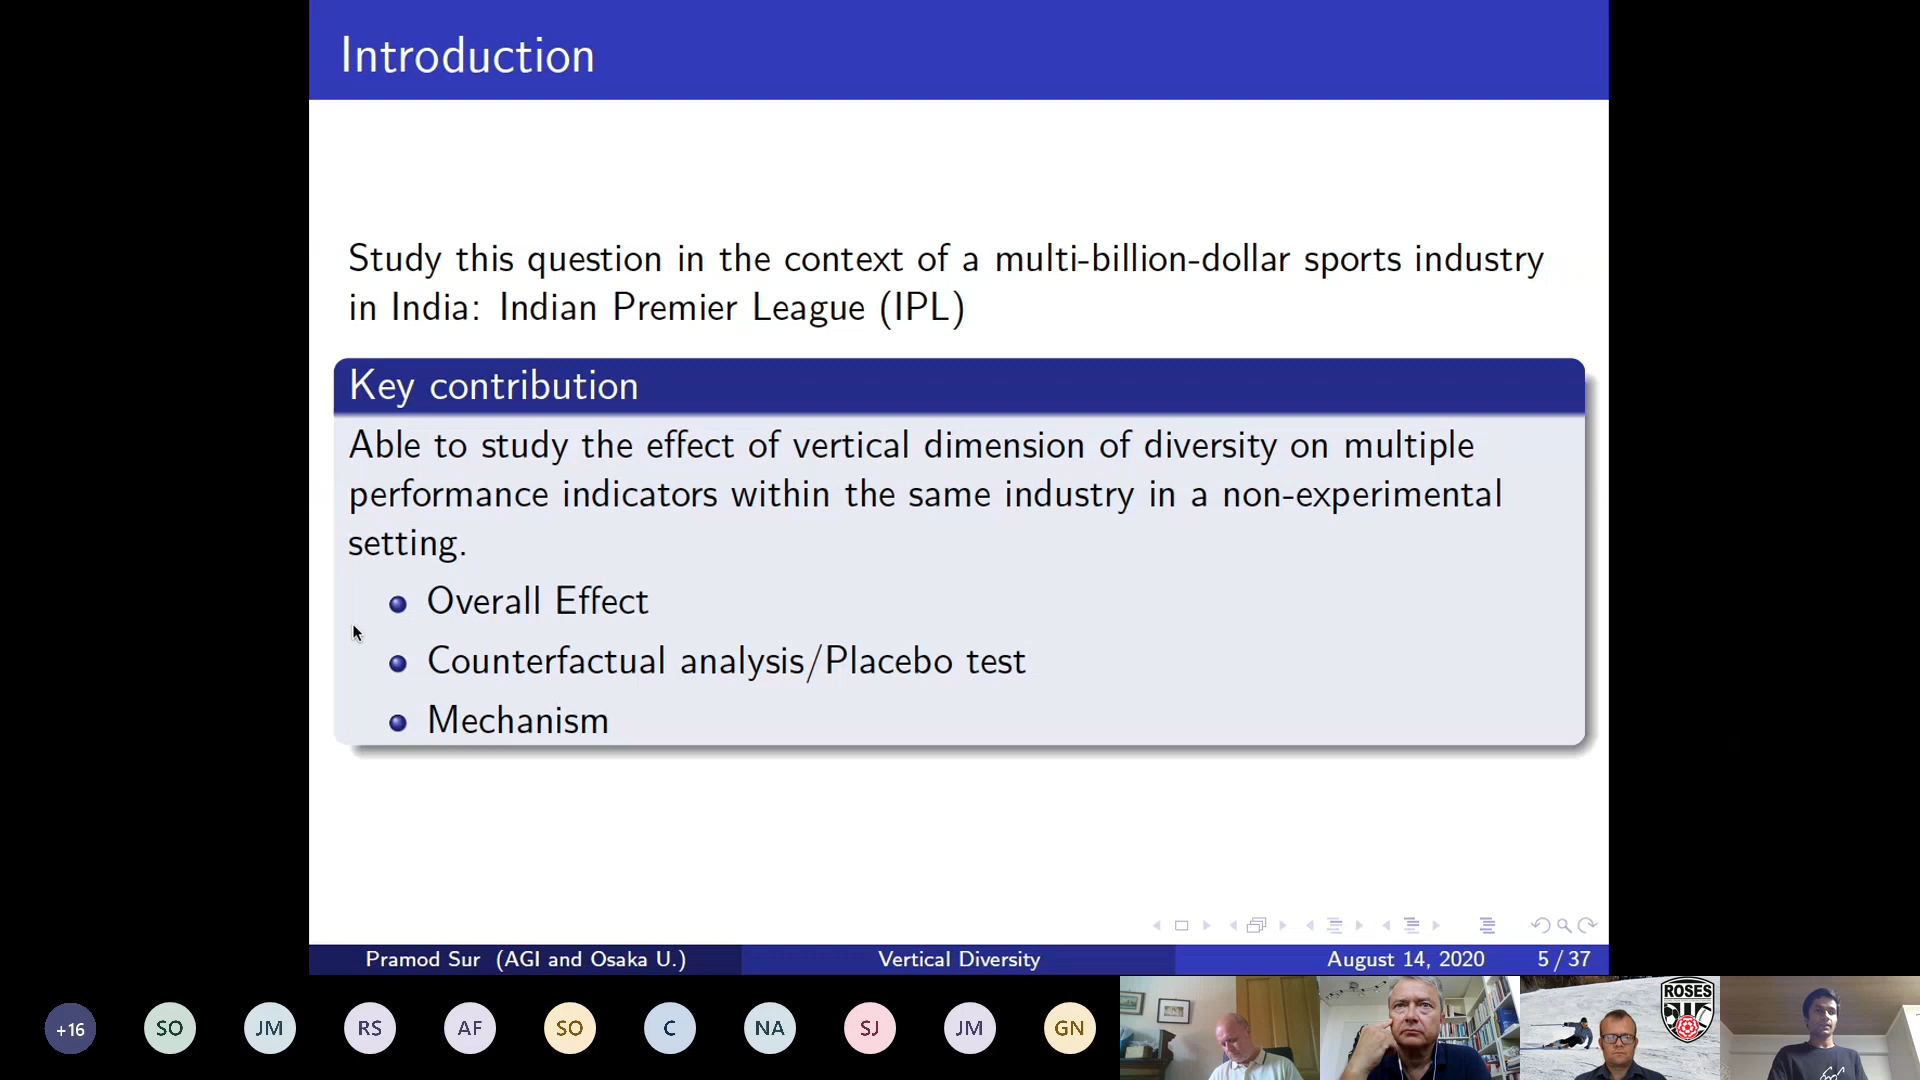 Introduction
Study this question in the context of a multi-billion-dollar sports industry
in India: Indian Premier League (IPL)
Key contribution
Able to study the effect of vertical dimension of diversity on multiple
performance indicators within the same industry in a non-experimental
setting.
Overall Effect
Counterfactual analysis/Placebo test
Mechanism
Pramod Sur (AGI and Osaka U.) Vertical Diversity August 14, 2020 5 / 37
+16 SO JM RS AF SO C NA SJ JM GN
ROSES